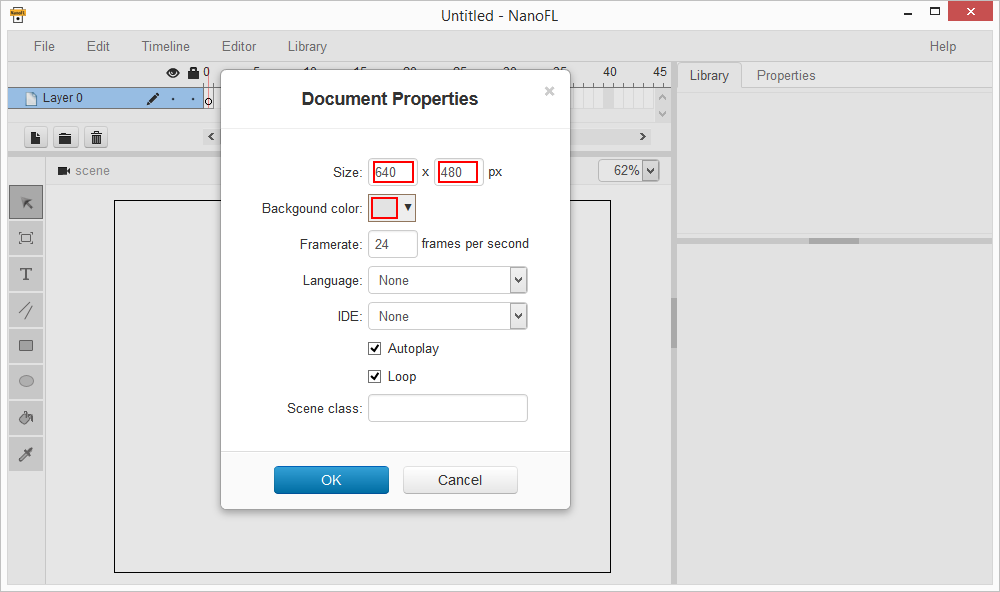 NanoFL
Untitled - NanoFL
File Edit Timeline Editor Library Help
0 5 10 15 20 25 30 35 40 45
Library Properties
Layer 0
Document Properties
scene
62%
Size: 640 x 480 px
Backgound color:
Framerate: 24 frames per second
Language: None
IDE: None
Autoplay
Loop
Scene class:
OK Cancel
T